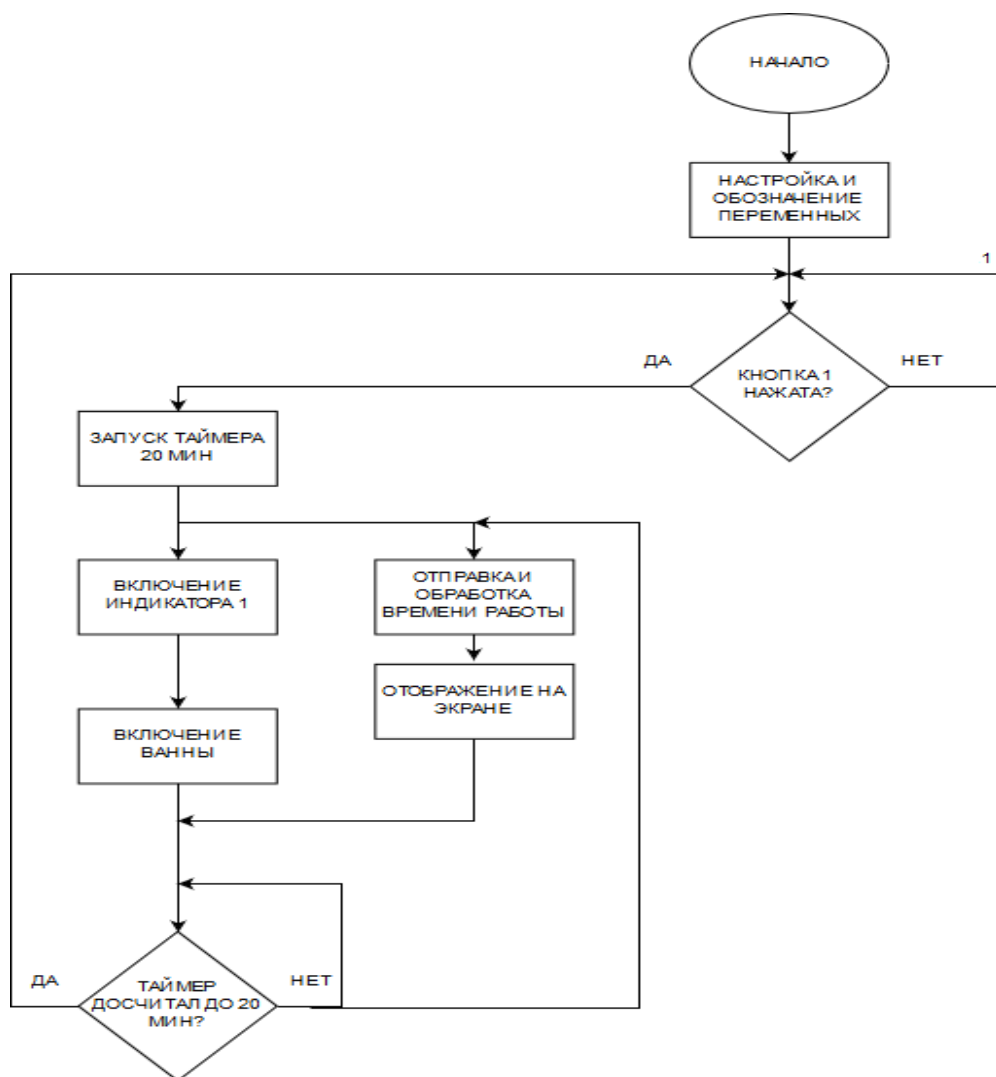 НАЧАЛО
НАСТРОЙКА И
ОБОЗНАЧЕНИЕ
ПЕРЕМЕННЫХ
1
ДА
КНОПКА 1
НАЖАТА?
НЕТ
ЗАПУСК ТАЙМЕРА
20 МИН
ВКЛЮЧЕНИЕ
ИНДИКАТОРА 1
ОТПРАВКА И
ОБРАБОТКА
ВРЕМЕНИ РАБОТЫ
ОТОБРАЖЕНИЕ НА
ЭКРАНЕ
ВКЛЮЧЕНИЕ
ВАННЫ
ДА
ТАЙМЕР
ДОСЧИТАЛ ДО 20
МИН?
НЕТ